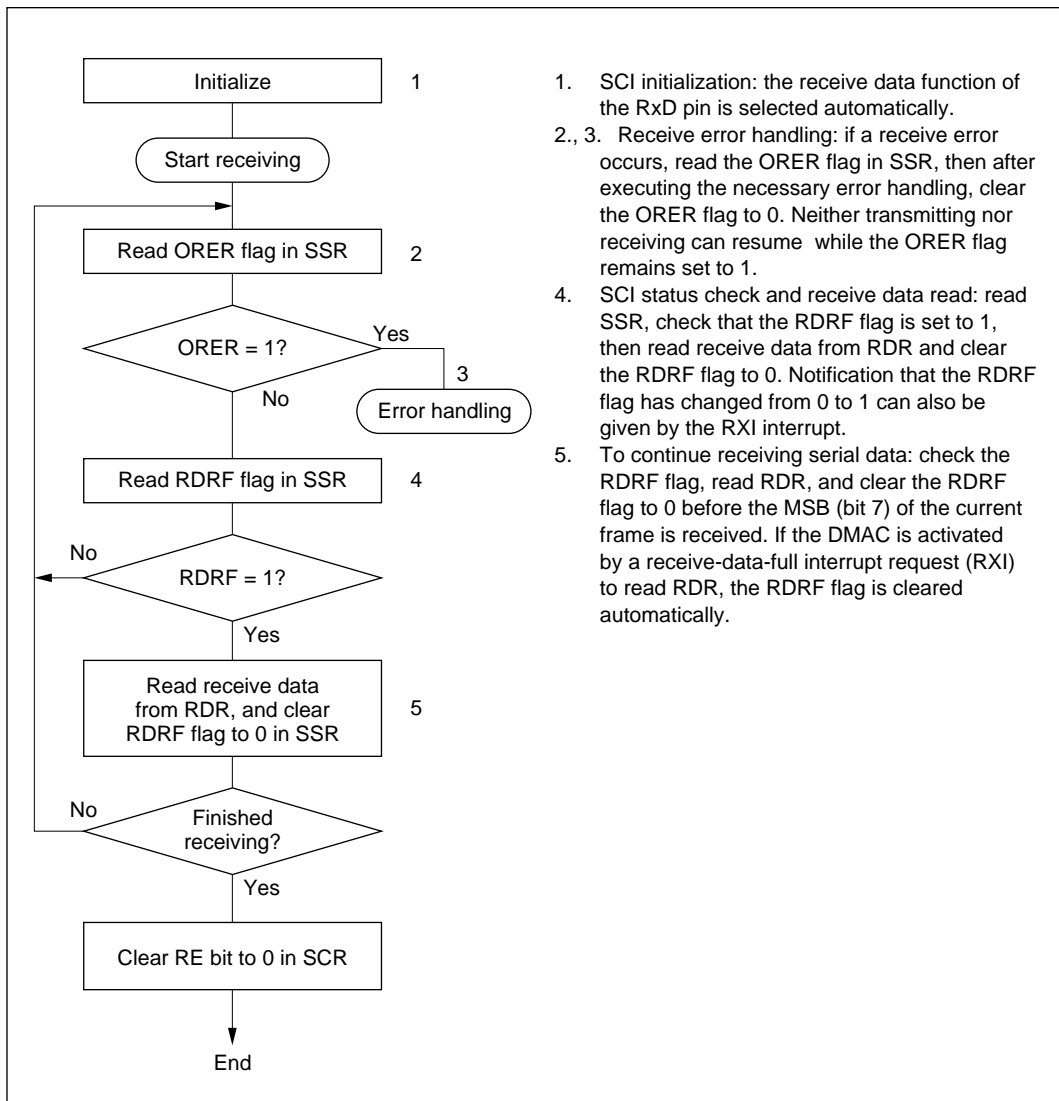 Initialize
1
Start receiving
Read ORER flag in SSR
2
ORER = 1?
Yes
3
No
Error handling
Read RDRF flag in SSR
4
No
RDRF = 1?
Yes
Read receive data
from RDR, and clear
RDRF flag to 0 in SSR
5
No
Finished
receiving?
Yes
Clear RE bit to 0 in SCR
End
1. SCI initialization: the receive data function of
the RxD pin is selected automatically.
2., 3. Receive error handling: if a receive error
occurs, read the ORER flag in SSR, then after
executing the necessary error handling, clear
the ORER flag to 0. Neither transmitting nor
receiving can resume while the ORER flag
remains set to 1.
4. SCI status check and receive data read: read
SSR, check that the RDRF flag is set to 1,
then read receive data from RDR and clear
the RDRF flag to 0. Notification that the RDRF
flag has changed from 0 to 1 can also be
given by the RXI interrupt.
5. To continue receiving serial data: check the
RDRF flag, read RDR, and clear the RDRF
flag to 0 before the MSB (bit 7) of the current
frame is received. If the DMAC is activated
by a receive-data-full interrupt request (RXI)
to read RDR, the RDRF flag is cleared
automatically.